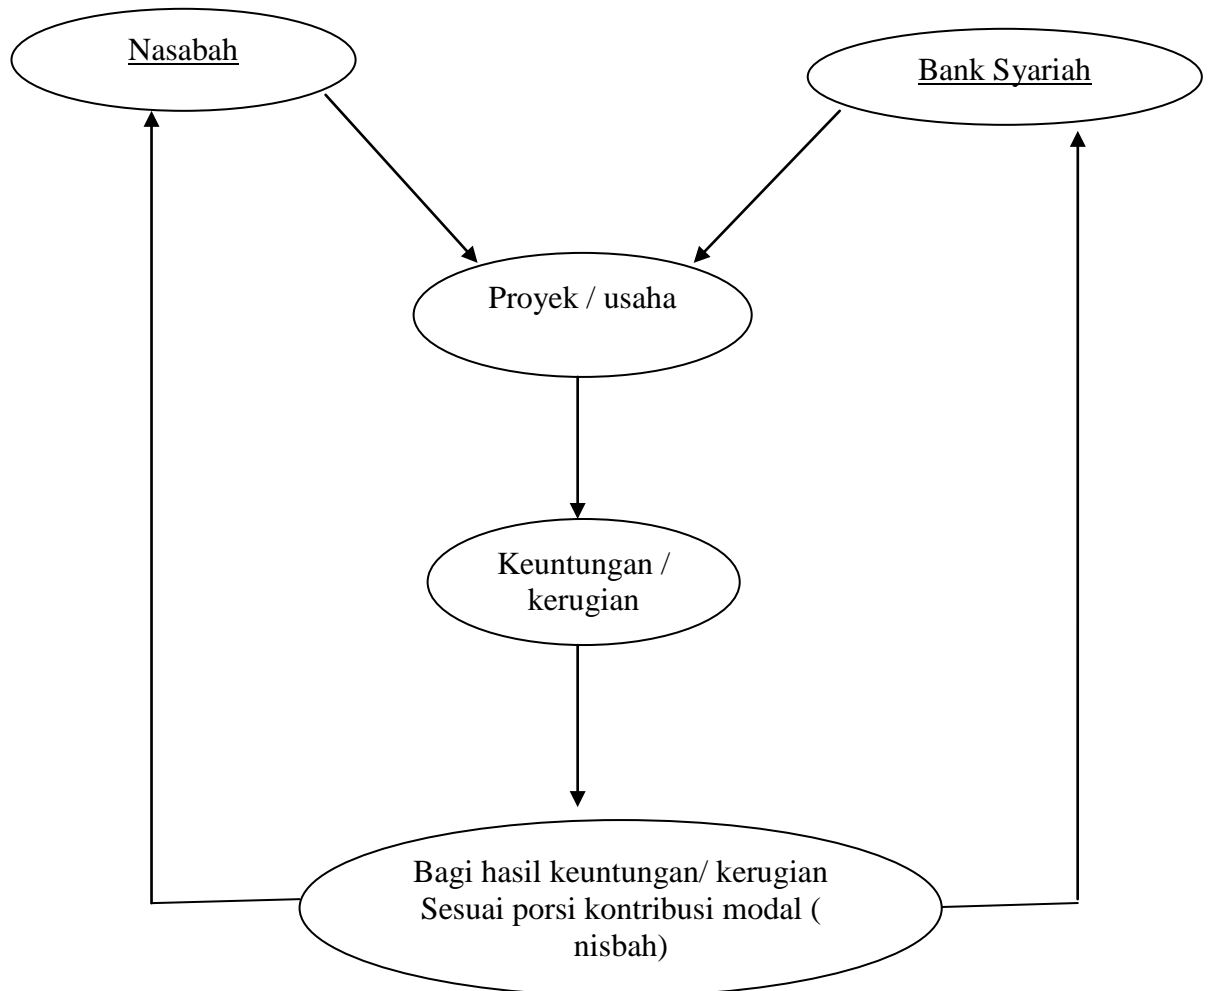 Nasabah
Bank Syariah
Proyek / usaha
Keuntungan /
kerugian
Bagi hasil keuntungan/ kerugian
Sesuai porsi kontribusi modal (
nisbah)